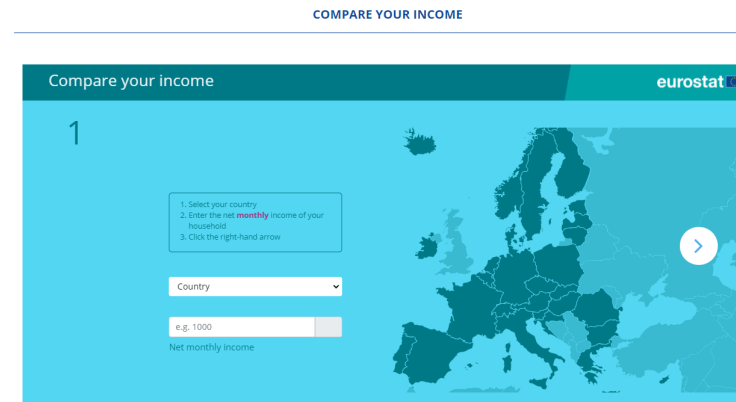 COMPARE YOUR INCOME
Compare your income
eurostat
1
1. Select your country
2. Enter the net monthly income of your
household
3. Click the right-hand arrow
Country
e.g. 1000
Net monthly income